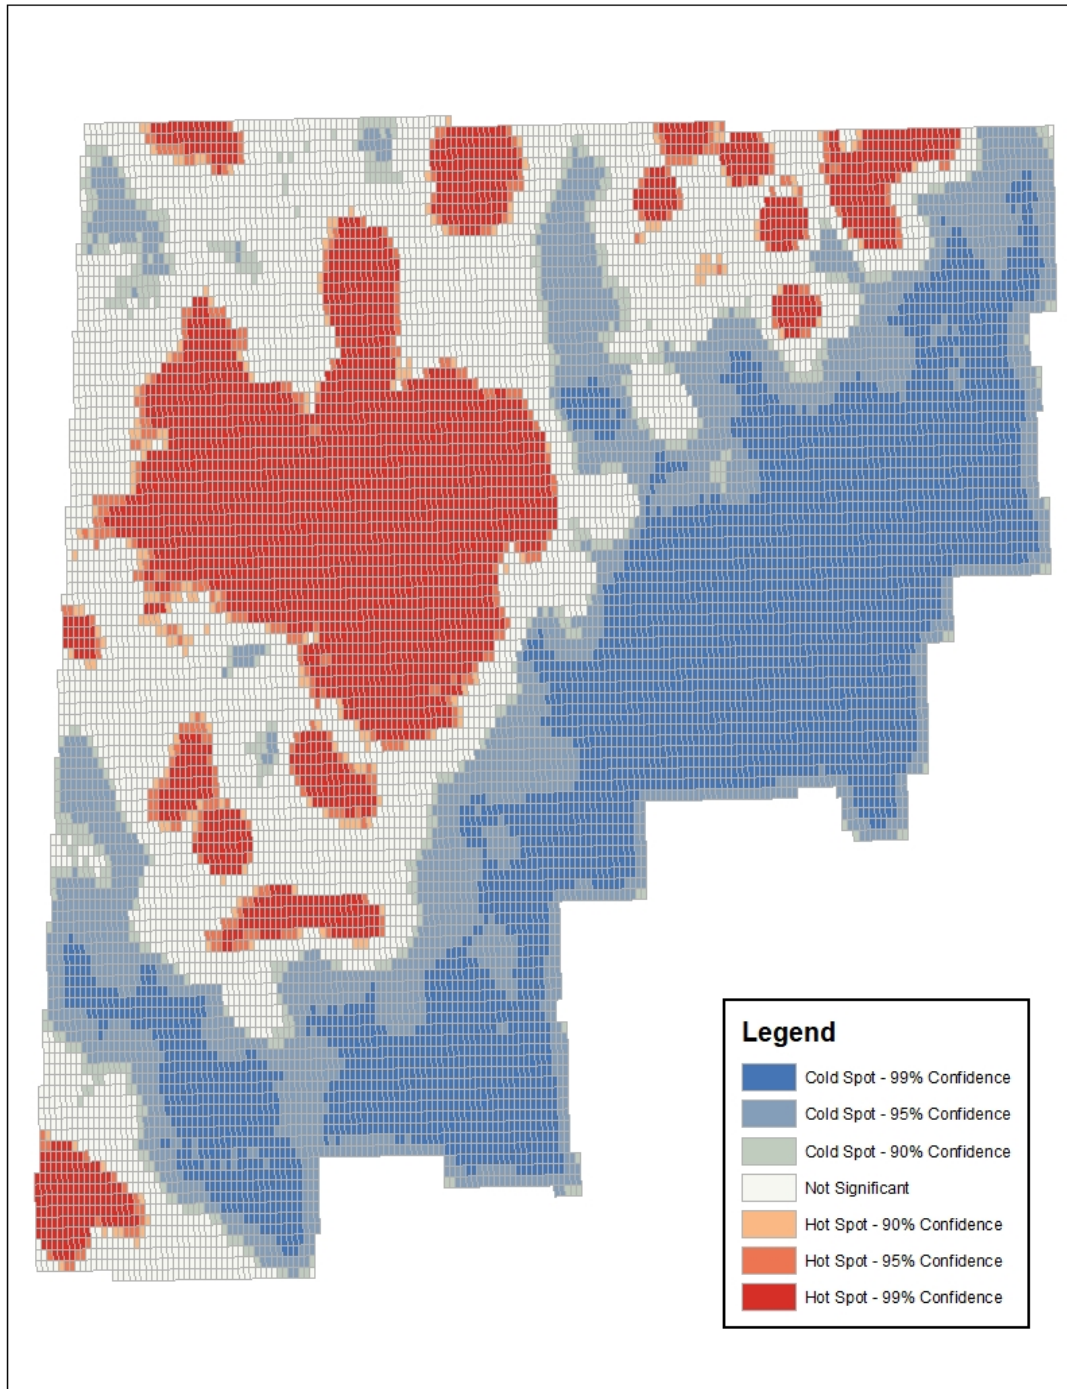 Legend
Cold Spot - 99% Confidence
Cold Spot - 95% Confidence
Cold Spot - 90% Confidence
Not Significant
Hot Spot - 90% Confidence
Hot Spot - 95% Confidence
Hot Spot - 99% Confidence